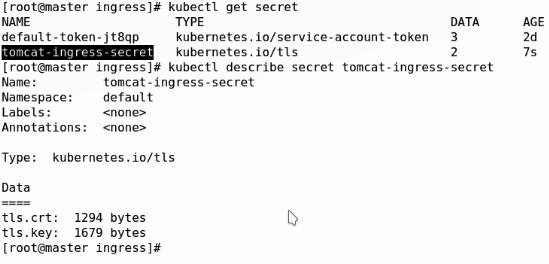 [root@master ingress]# kubectl get secret
NAME                    TYPE                                  DATA   AGE
default-token-jt8qp     kubernetes.io/service-account-token   3      2d
tomcat-ingress-secret   kubernetes.io/tls                     2      7s
[root@master ingress]# kubectl describe secret tomcat-ingress-secret
Name:         tomcat-ingress-secret
Namespace:    default
Labels:       <none>
Annotations:  <none>
Type:  kubernetes.io/tls
Data
====
tls.crt:  1294 bytes
tls.key:  1679 bytes
[root@master ingress]#